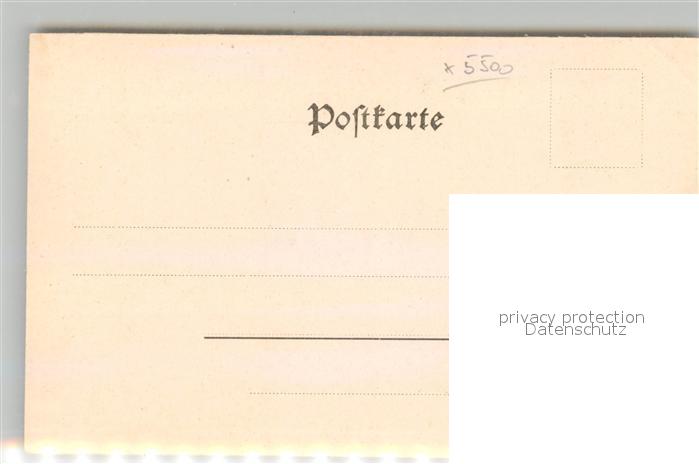 x 5500
Postkarte
privacy protection
Datenschutz